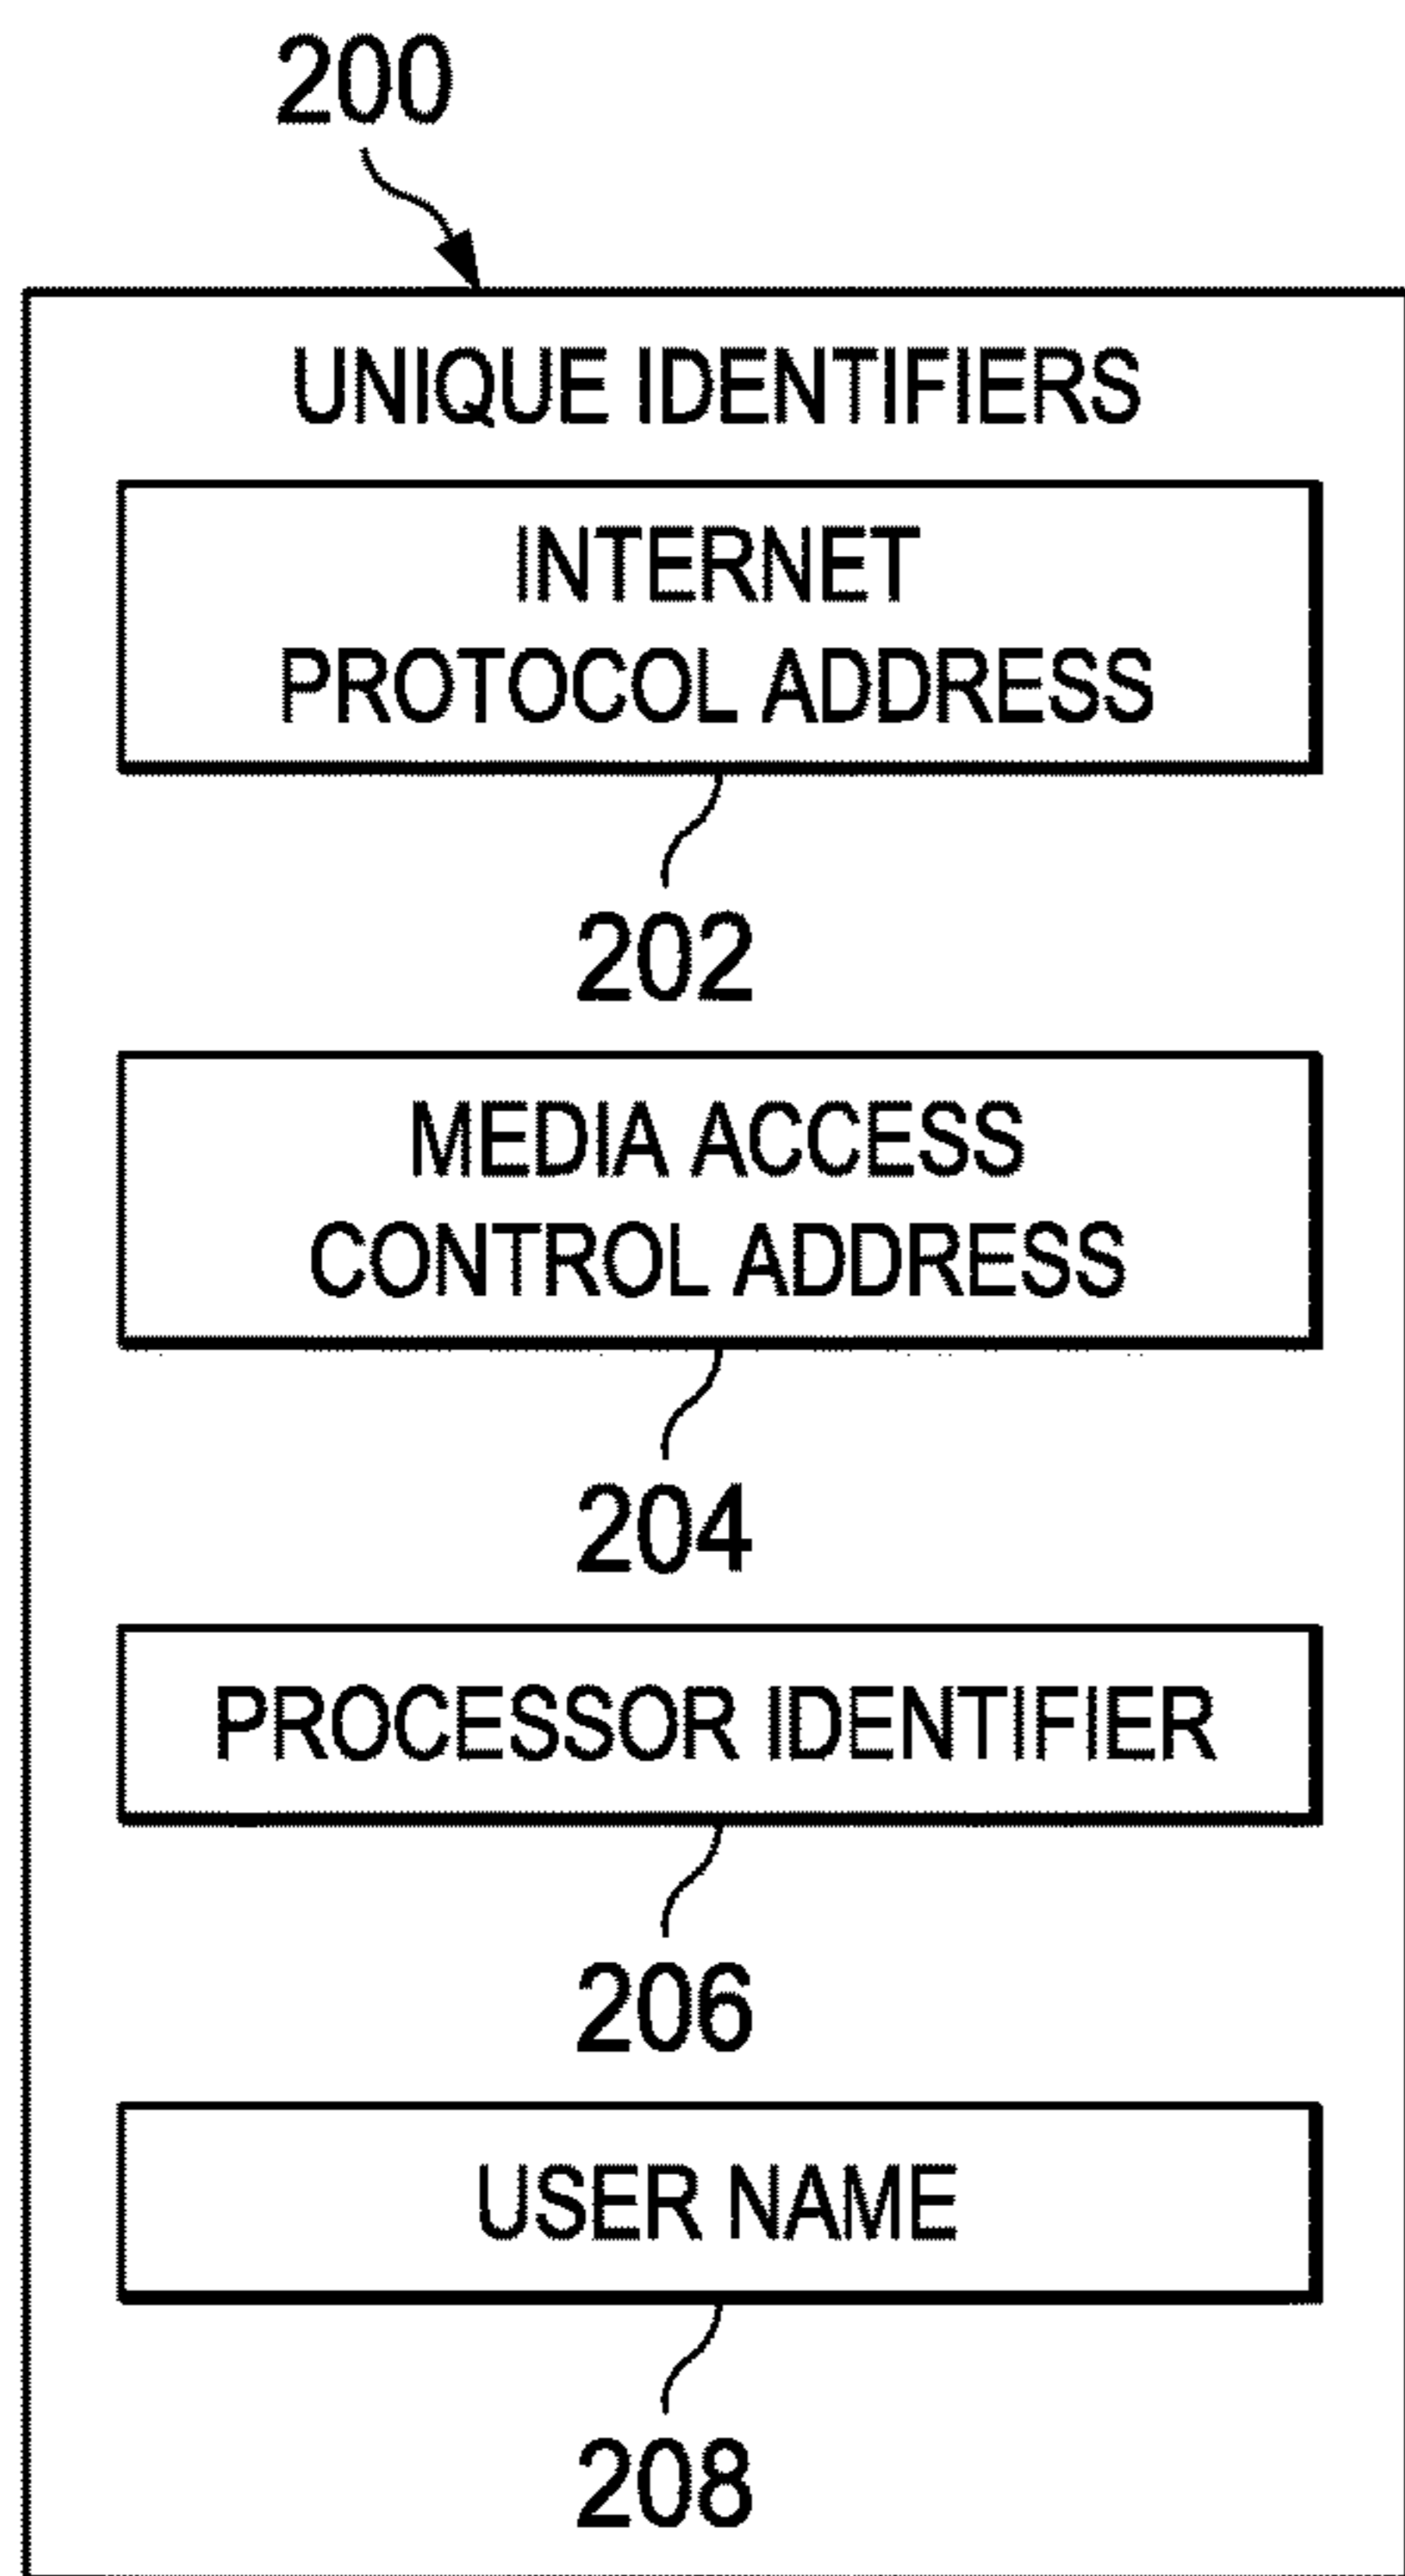 200
UNIQUE IDENTIFIERS
INTERNET
PROTOCOL ADDRESS
202
MEDIA ACCESS
CONTROL ADDRESS
204
PROCESSOR IDENTIFIER
206
USER NAME
208